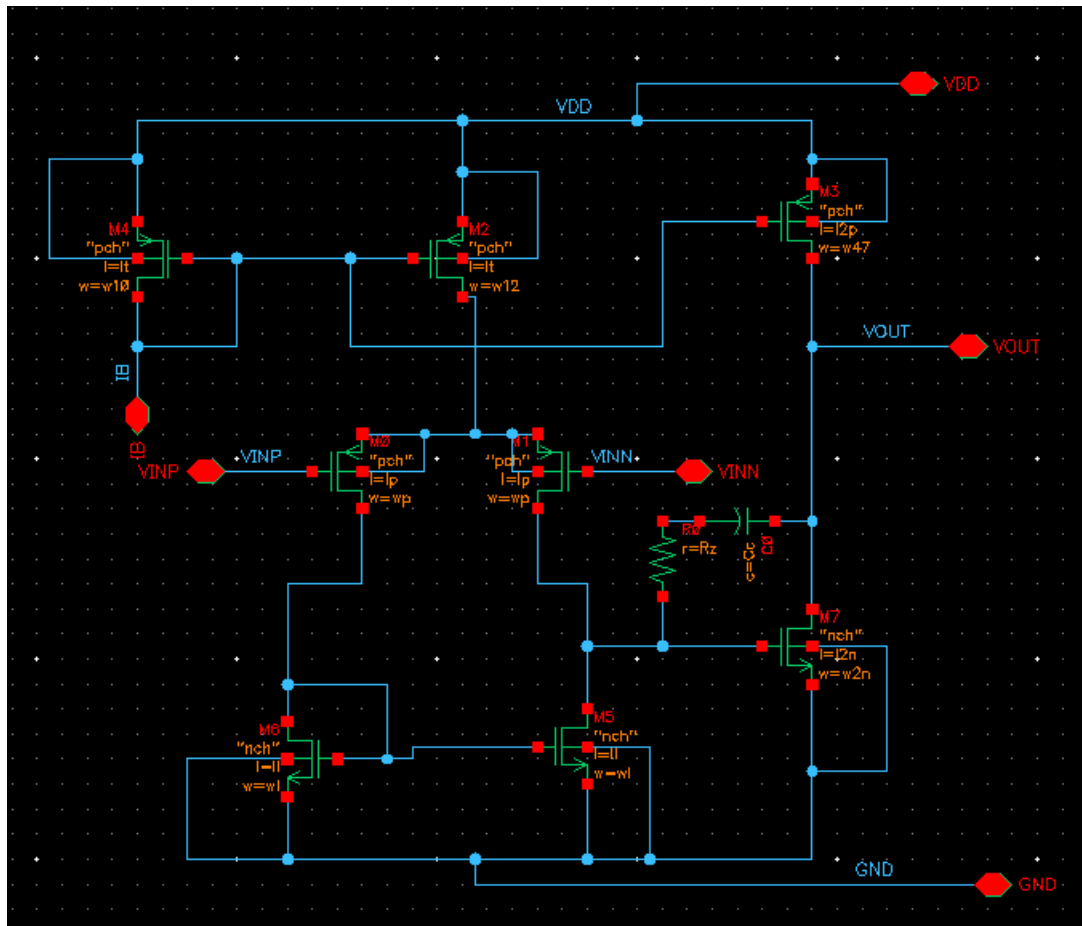 VDD
VDD
M4
"pch"
l=lt
w=w10
M2
"pch"
l=lt
w=w12
M3
"pch"
l=l2p
w=w47
VOUT
VOUT
IB
IB
VINP
VINP
M0
"pch"
l=lp
w=wp
M1
"pch"
l=lp
w=wp
VINN
VINN
R0
r=Rz
c=Cc
C0
M7
"nch"
l=l2n
w=w2n
M6
"nch"
l=ll
w=wl
M5
"nch"
l=ll
w=wl
GND
GND